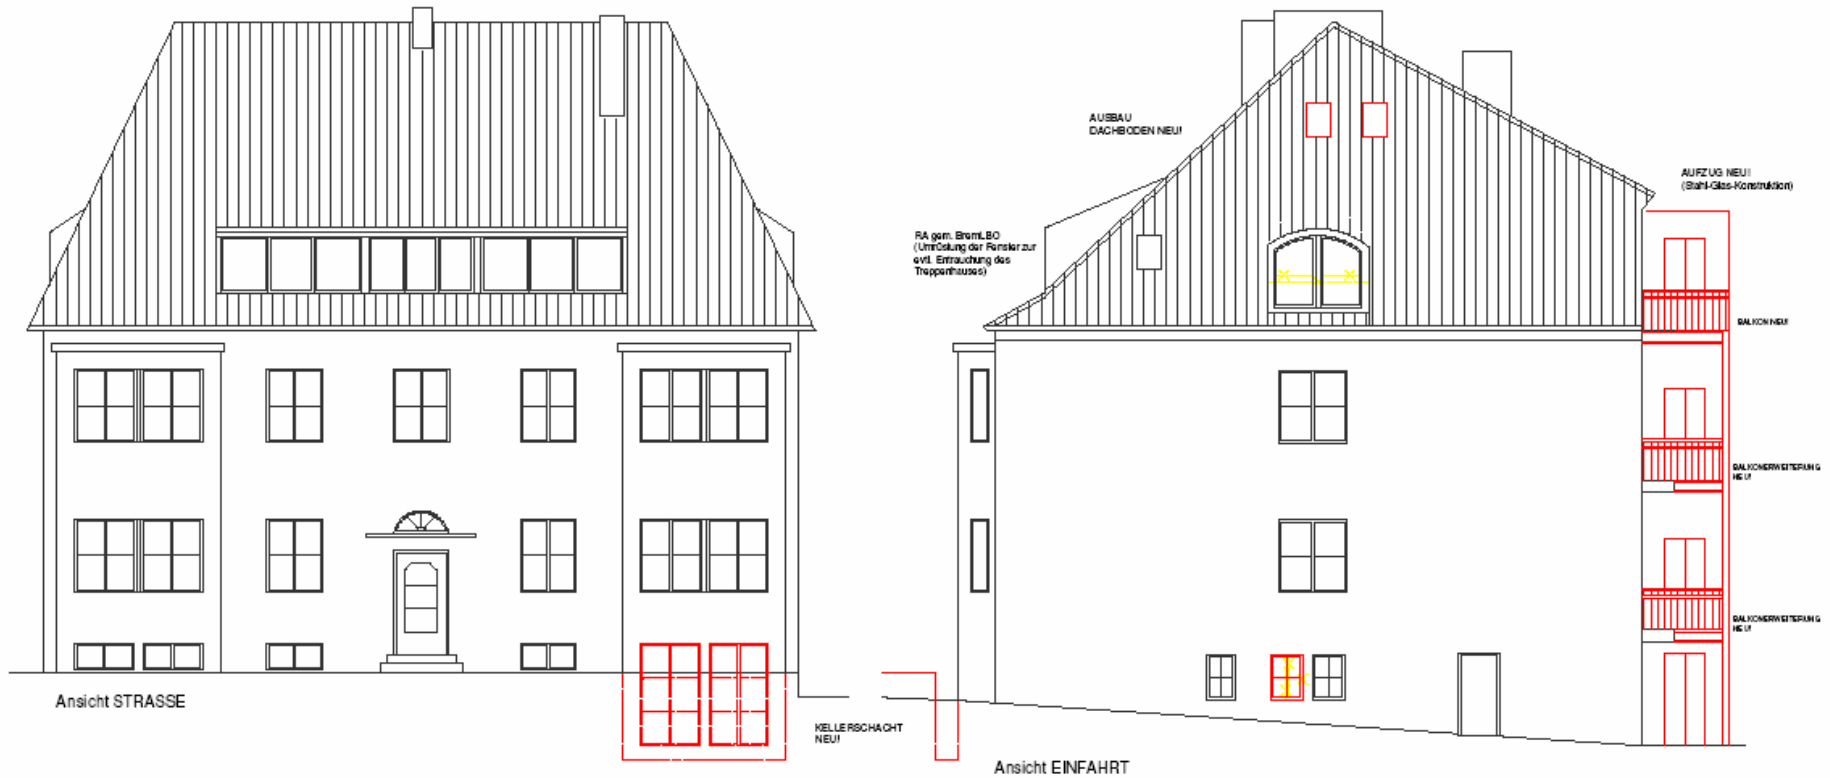 AUSBAU
DACHBODEN NEU!
AUFZUG NEU!
(Stahl-Glas-Konstruktion)
RA gem. BremLBO
(Umrüstung der Fenster zur
evtl. Entrauchung des
Treppenhauses)
BALKON NEU!
BALKONERWEITERUNG
NEU!
BALKONERWEITERUNG
NEU!
Ansicht STRASSE
KELLERSCHACHT
NEU!
Ansicht EINFAHRT